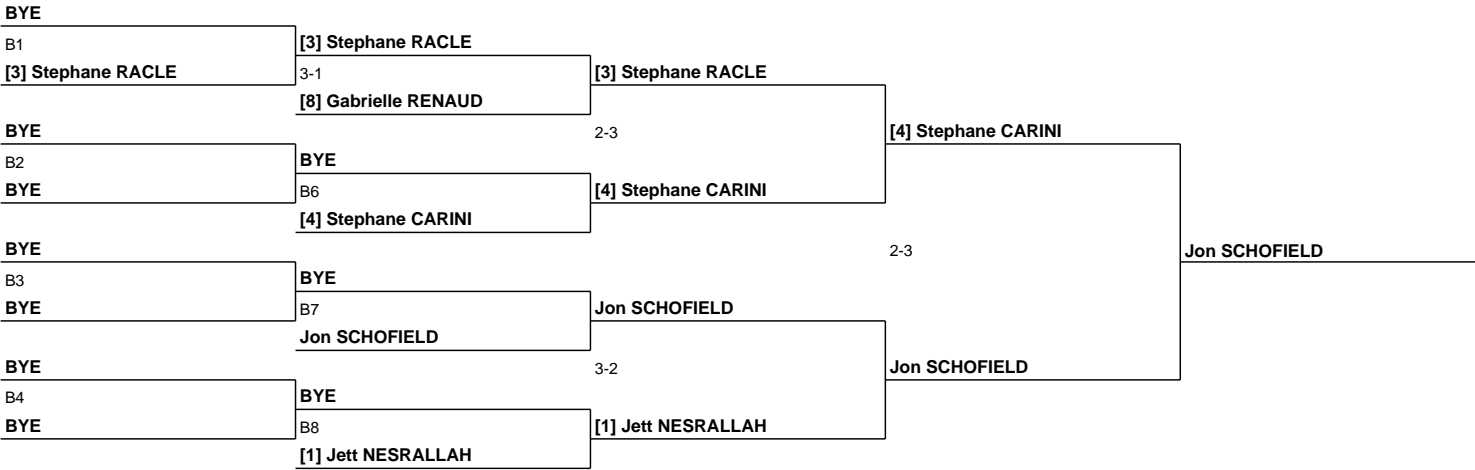 BYE
B1
[3] Stephane RACLE
[3] Stephane RACLE
3-1
[3] Stephane RACLE
[8] Gabrielle RENAUD
BYE
2-3
[4] Stephane CARINI
B2
BYE
BYE
B6
[4] Stephane CARINI
[4] Stephane CARINI
BYE
2-3
Jon SCHOFIELD
B3
BYE
BYE
B7
Jon SCHOFIELD
Jon SCHOFIELD
BYE
3-2
Jon SCHOFIELD
B4
BYE
BYE
B8
[1] Jett NESRALLAH
[1] Jett NESRALLAH